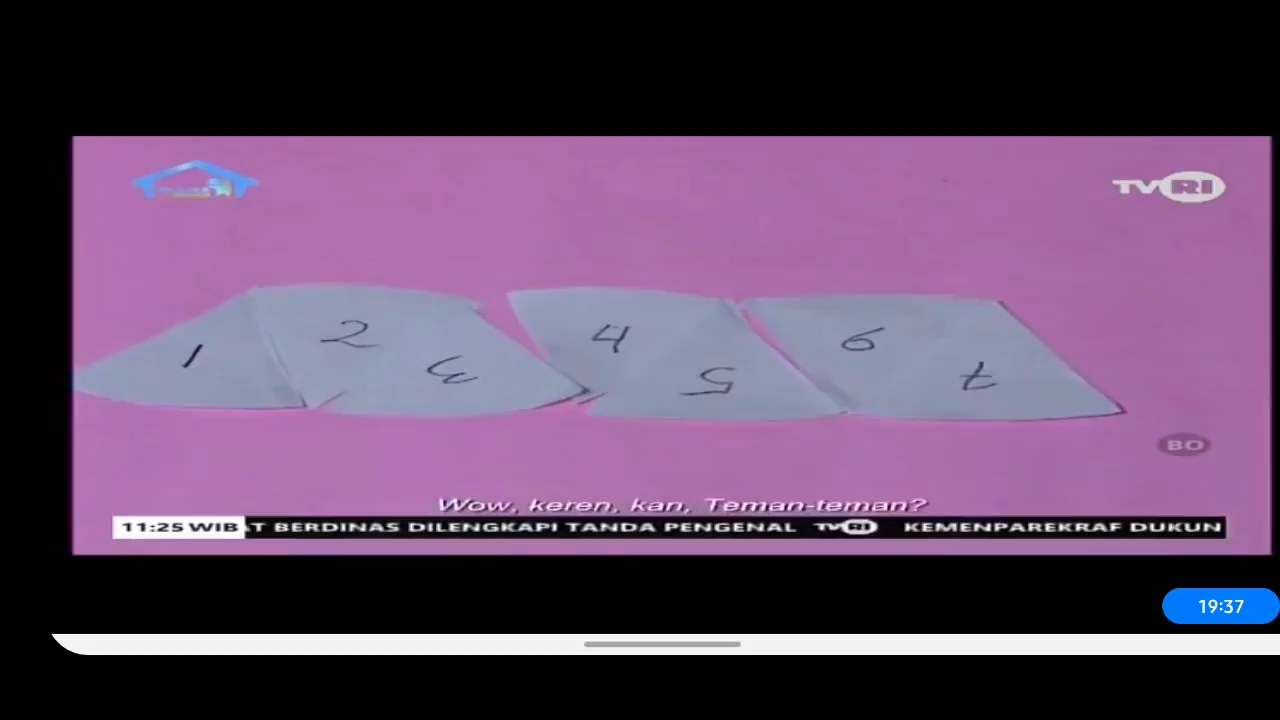 TVRI
1
2
3
4
5
6
7
BO
Wow, keren, kan, Teman-teman?
11:25 WIB T BERDINAS DILENGKAPI TANDA PENGENAL TVRI KEMENPAREKRAF DUKUN
19:37